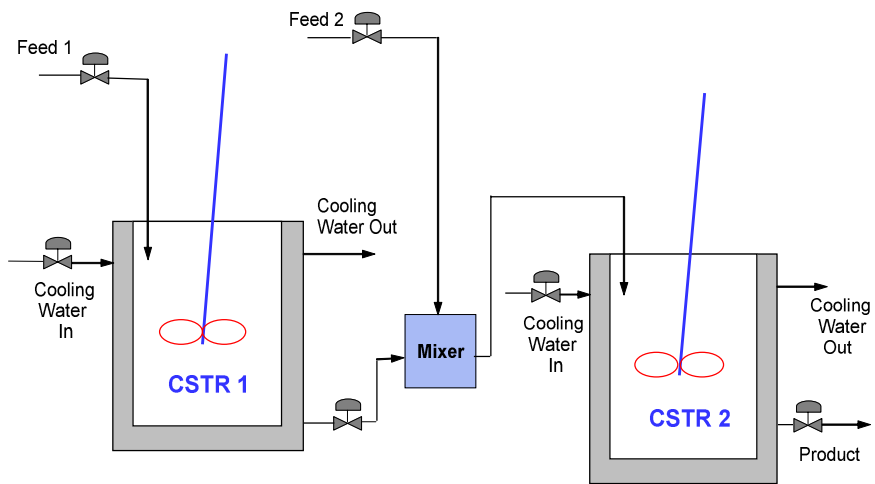 Feed 1
Feed 2
Cooling
Water Out
Cooling
Water
In
CSTR 1
Mixer
Cooling
Water
In
Cooling
Water
Out
CSTR 2
Product